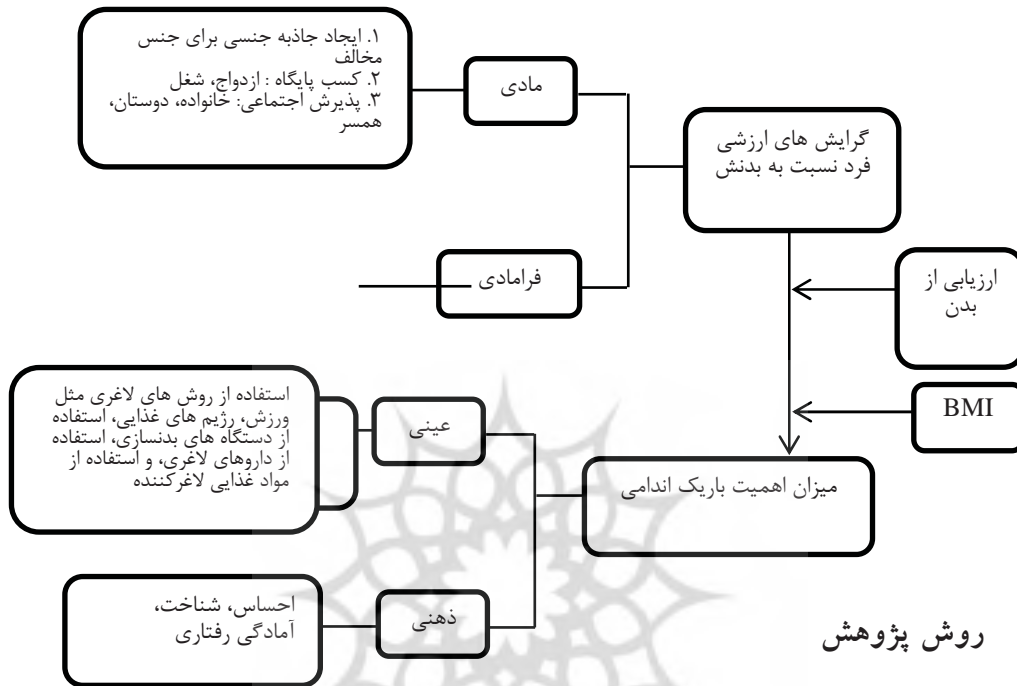 ۱. ایجاد جاذبه جنسی برای جنس
مخالف
۲. کسب پایگاه : ازدواج، شغل
۳. پذیرش اجتماعی: خانواده، دوستان،
همسر
مادی
گرایش های ارزشی
فرد نسبت به بدنش
فرامادی
ارزیابی از
بدن
BMI
استفاده از روش های لاغری مثل
ورزش، رژیم های غذایی، استفاده
از دستگاه های بدنسازی، استفاده
از داروهای لاغری، و استفاده از
مواد غذایی لاغرکننده
عینی
میزان اهمیت باریک اندامی
احساس، شناخت،
آمادگی رفتاری
ذهنی
روش پژوهش